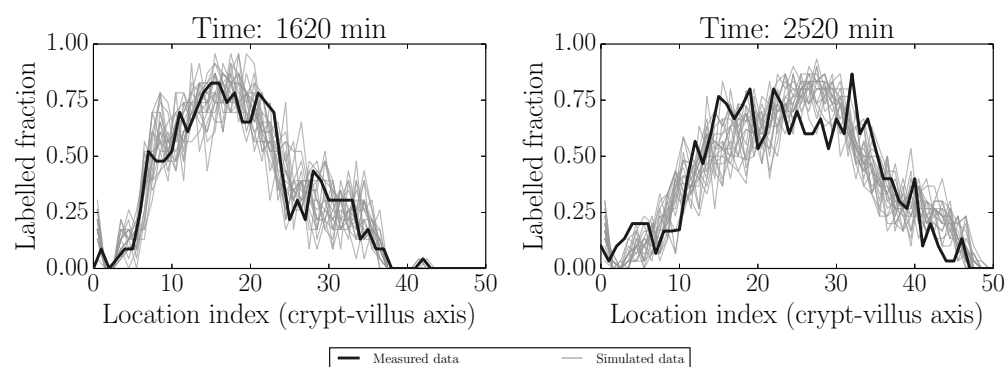 Time: 1620 min
1.00
0.75
0.50
0.25
0.00
Labelled fraction
0 10 20 30 40 50
Location index (crypt-villus axis)
Time: 2520 min
1.00
0.75
0.50
0.25
0.00
Labelled fraction
0 10 20 30 40 50
Location index (crypt-villus axis)
Measured data Simulated data